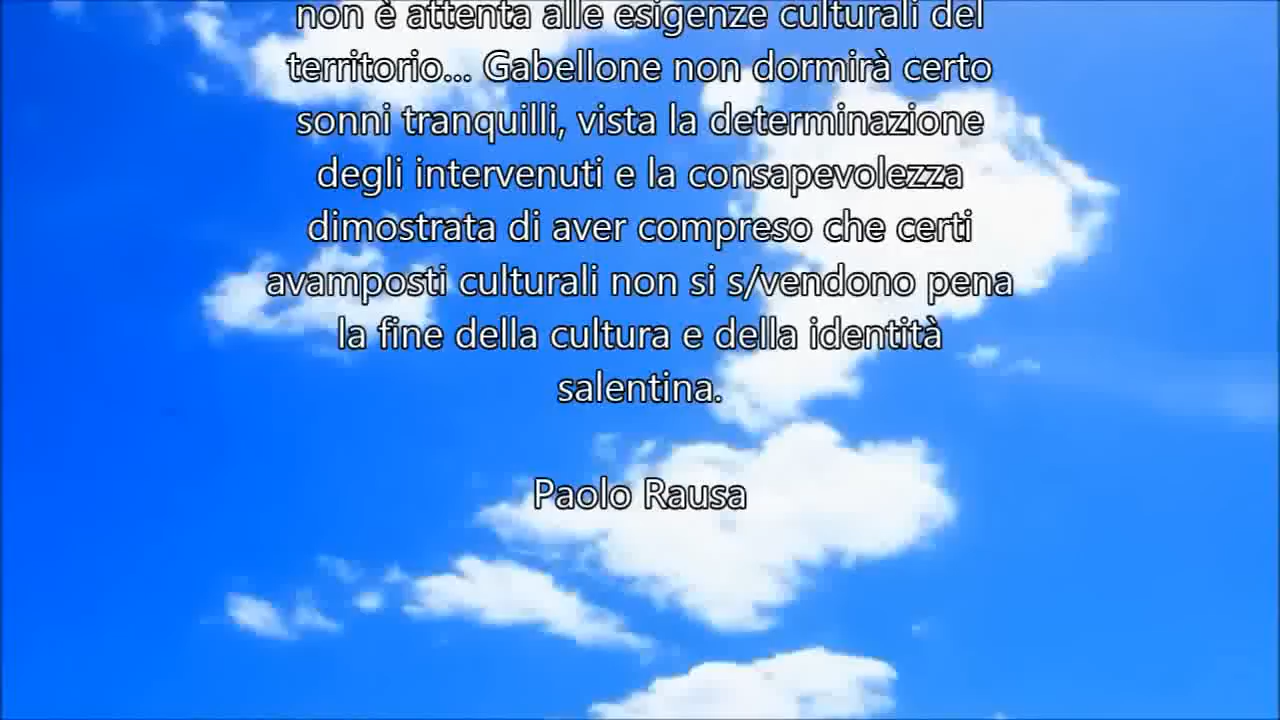 non è attenta alle esigenze culturali del
territorio... Gabellone non dormirà certo
sonni tranquilli, vista la determinazione
degli intervenuti e la consapevolezza
dimostrata di aver compreso che certi
avamposti culturali non si s/vendono pena
la fine della cultura e della identità
salentina.
Paolo Rausa